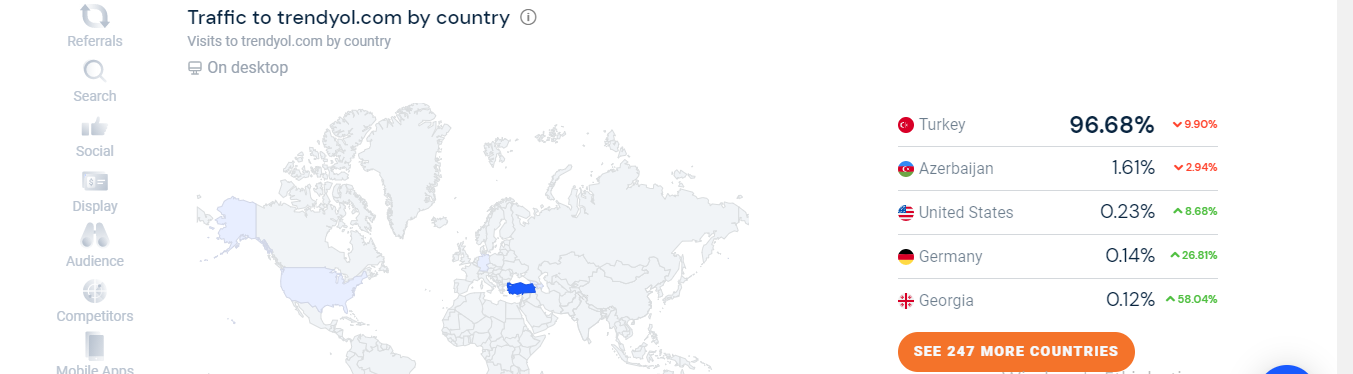 Traffic to trendyol.com by country
Visits to trendyol.com by country
On desktop
Referrals
Search
Social
Display
Audience
Competitors
Mobile Apps
Turkey 96.68% 9.90%
Azerbaijan 1.61% 2.94%
United States 0.23% 8.68%
Germany 0.14% 26.81%
Georgia 0.12% 58.04%
SEE 247 MORE COUNTRIES